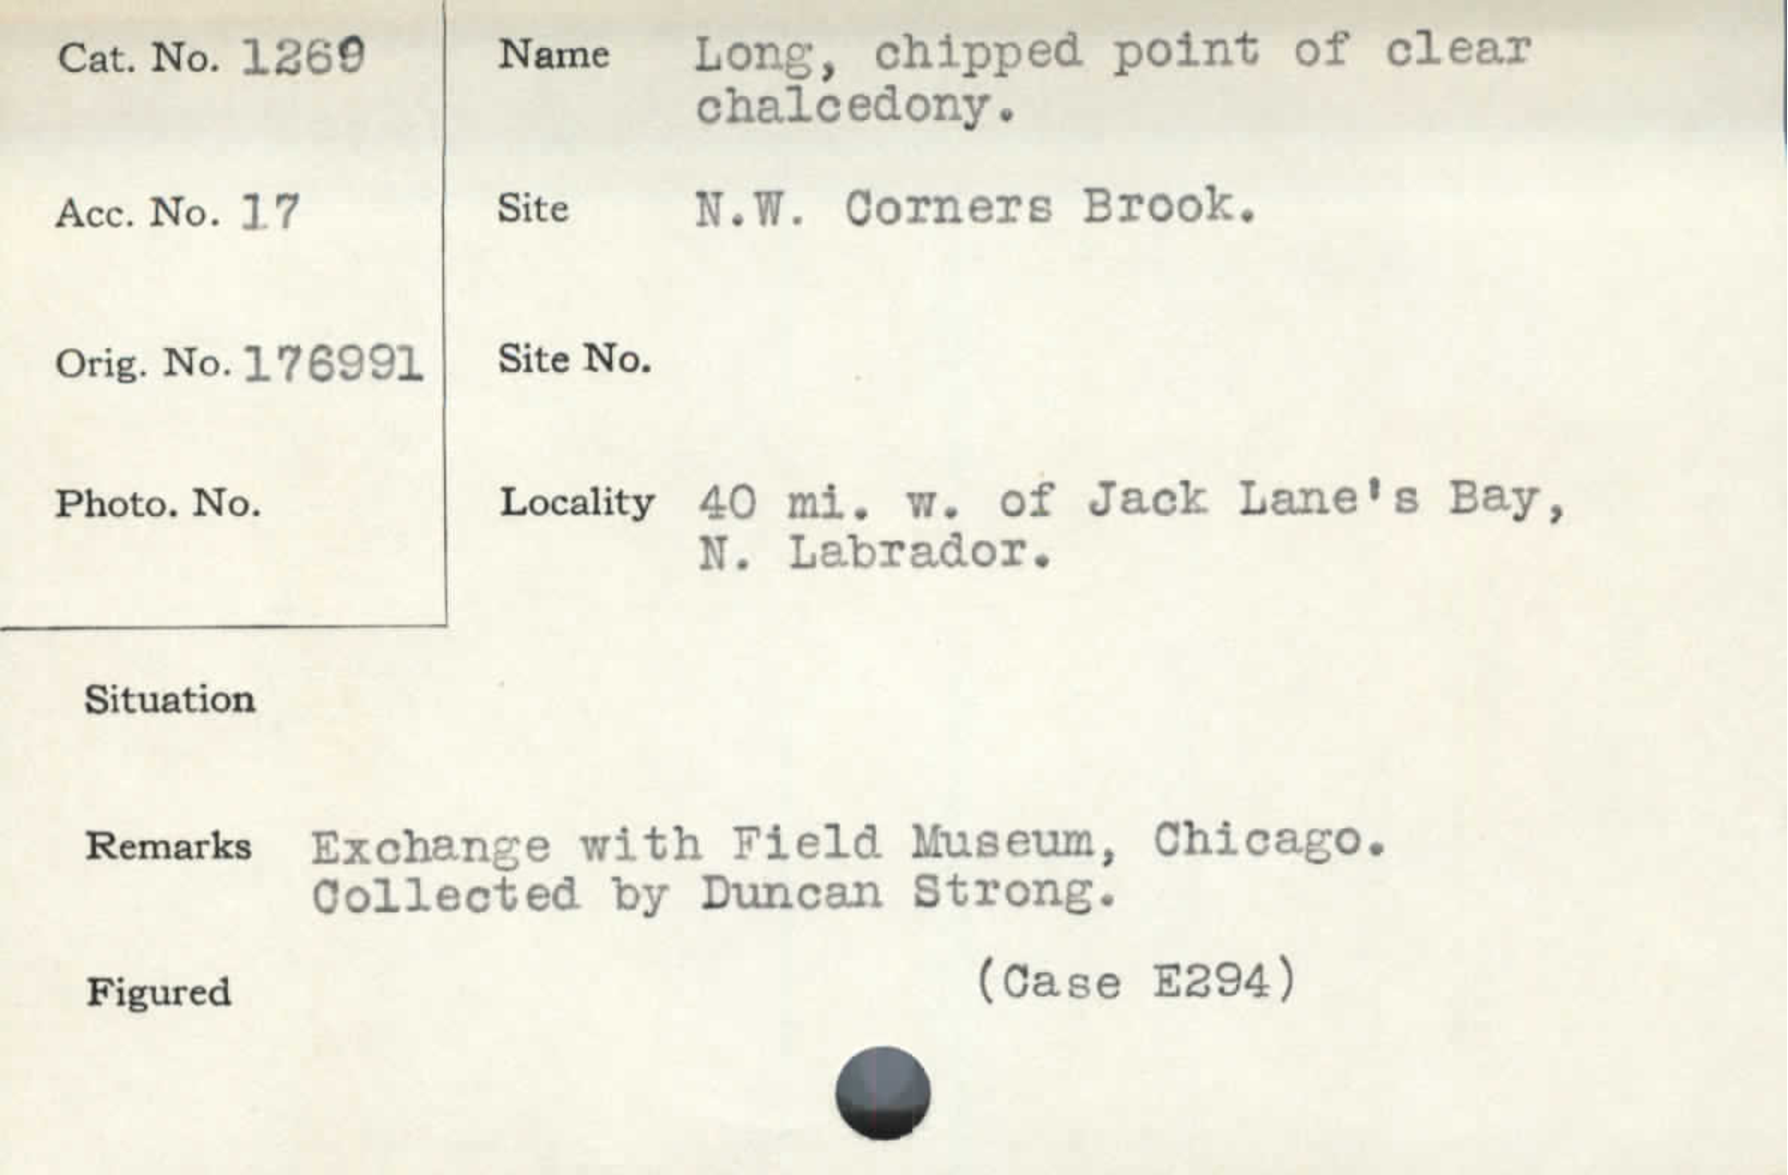 Cat. No. 1269
Name Long, chipped point of clear
chalcedony.
Acc. No. 17
Site N.W. Corners Brook.
Orig. No. 176991
Site No.
Photo. No.
Locality 40 mi. w. of Jack Lane's Bay,
N. Labrador.
Situation
Remarks Exchange with Field Museum, Chicago.
Collected by Duncan Strong.
Figured (Case E294)